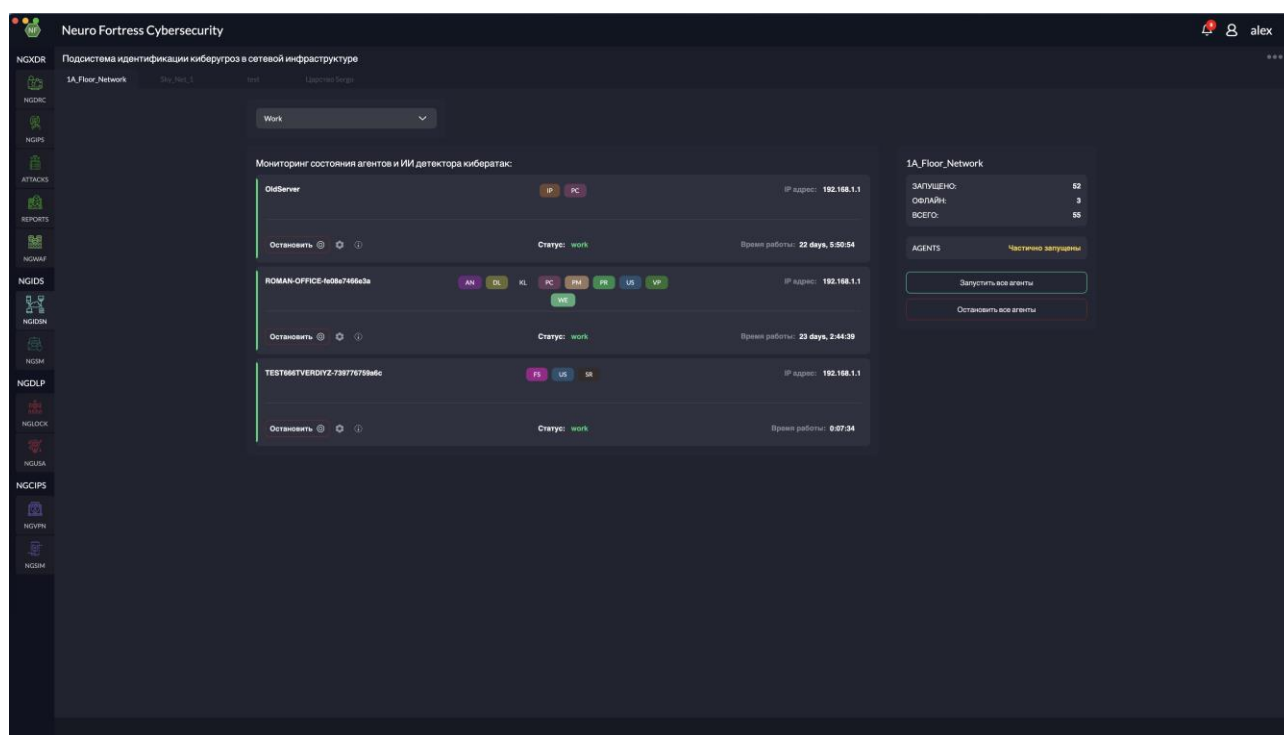 NF
Neuro Fortress Cybersecurity
alex
NGXDR
Подсистема идентификации киберугроз в сетевой инфраструктуре
1A_Floor_Network Sky_Net_1 test Царство Serga
NGDRC
NGIPS
ATTACKS
REPORTS
NGWAF
NGIDS
NGIDSN
NGSM
NGDLP
NGLOCK
NGUSA
NGCIPS
NGVPN
NGSIM
Work
Мониторинг состояния агентов и ИИ детектора кибератак:
OldServer IP PC IP адрес: 192.168.1.1
Остановить Статус: work Время работы: 22 days, 5:50:54
ROMAN-OFFICE-fe08e7466e3a AN DL KL PC PM PR US VP IP адрес: 192.168.1.1
WE
Остановить Статус: work Время работы: 23 days, 2:44:39
TEST666TVERDIYZ-739776759a6c FS US SR IP адрес: 192.168.1.1
Остановить Статус: work Время работы: 0:07:34
1A_Floor_Network
ЗАПУЩЕНО: 52
ОФЛАЙН: 3
ВСЕГО: 55
AGENTS Частично запущены
Запустить все агенты
Остановить все агенты